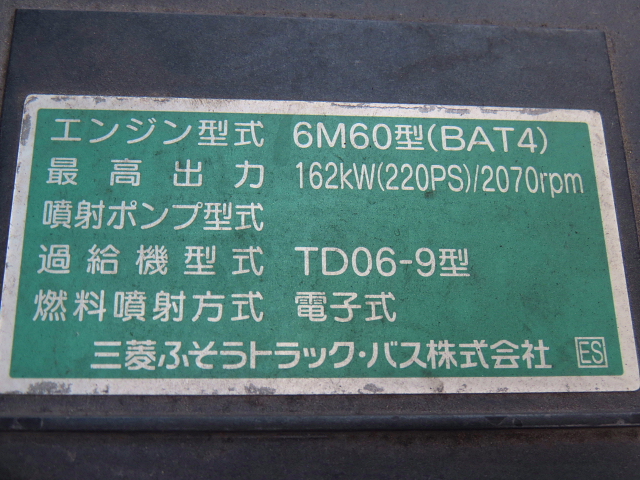 エンジン型式 6M60型(BAT4)
最高出力 162kW(220PS)/2070rpm
噴射ポンプ型式
過給機型式 TD06-9型
燃料噴射方式 電子式
三菱ふそうトラック・バス株式会社 ES